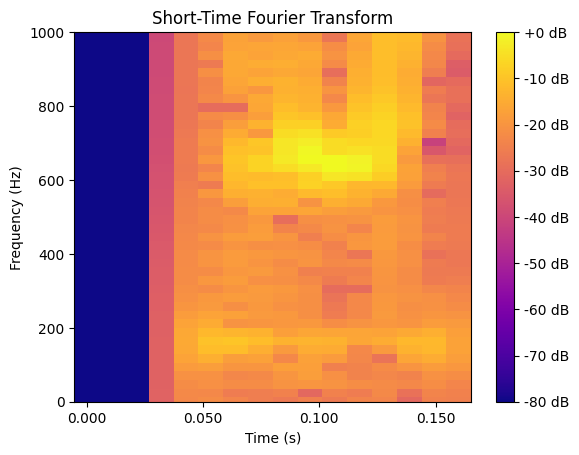 Short-Time Fourier Transform
Frequency (Hz)
1000
800
600
400
200
0
0.000
0.050
0.100
0.150
Time (s)
+0 dB
-10 dB
-20 dB
-30 dB
-40 dB
-50 dB
-60 dB
-70 dB
-80 dB